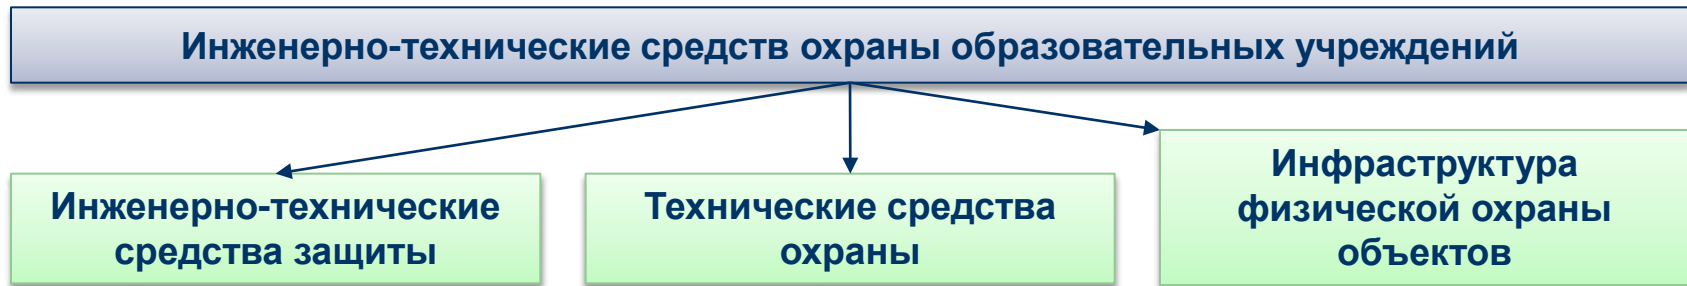 Инженерно-технические средств охраны образовательных учреждений
Инженерно-технические
средства защиты
Технические средства
охраны
Инфраструктура
физической охраны
объектов